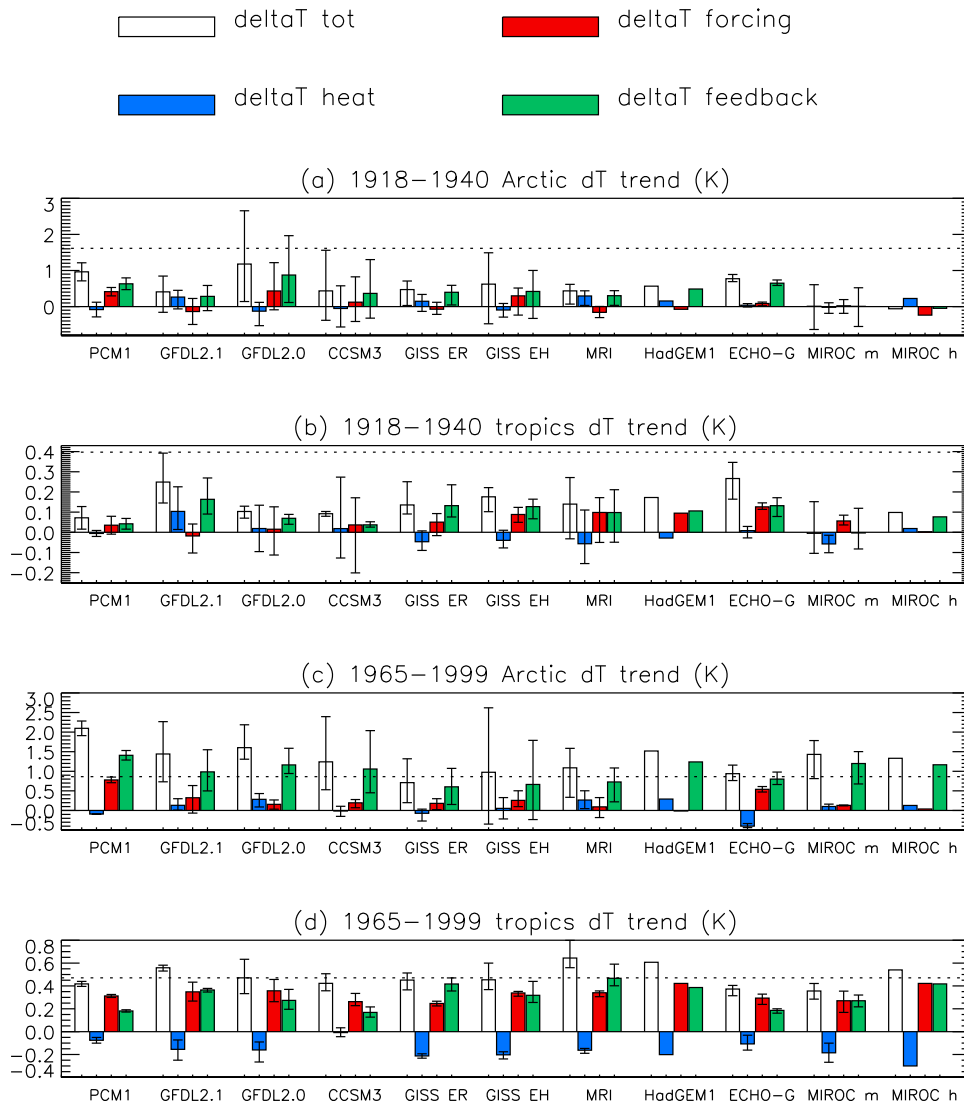 deltaT tot
deltaT forcing
deltaT heat
deltaT feedback
(a) 1918−1940 Arctic dT trend (K)
3
2
1
0
PCM1 GFDL2.1 GFDL2.0 CCSM3 GISS ER GISS EH MRI HadGEM1 ECHO−G MIROC m MIROC h
(b) 1918−1940 tropics dT trend (K)
0.4
0.3
0.2
0.1
0.0
−0.1
−0.2
PCM1 GFDL2.1 GFDL2.0 CCSM3 GISS ER GISS EH MRI HadGEM1 ECHO−G MIROC m MIROC h
(c) 1965−1999 Arctic dT trend (K)
3.0
2.5
2.0
1.5
1.0
0.5
0.0
−0.5
PCM1 GFDL2.1 GFDL2.0 CCSM3 GISS ER GISS EH MRI HadGEM1 ECHO−G MIROC m MIROC h
(d) 1965−1999 tropics dT trend (K)
0.8
0.6
0.4
0.2
0.0
−0.2
−0.4
PCM1 GFDL2.1 GFDL2.0 CCSM3 GISS ER GISS EH MRI HadGEM1 ECHO−G MIROC m MIROC h